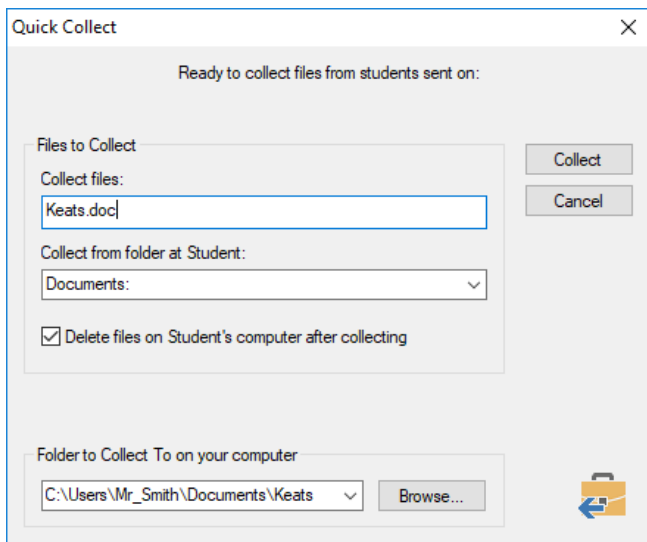 Quick Collect
Ready to collect files from students sent on:
Files to Collect
Collect files:
Keats.doc
Collect from folder at Student:
Documents:
Delete files on Student's computer after collecting
Collect
Cancel
Folder to Collect To on your computer
C:\Users\Mr_Smith\Documents\Keats
Browse...